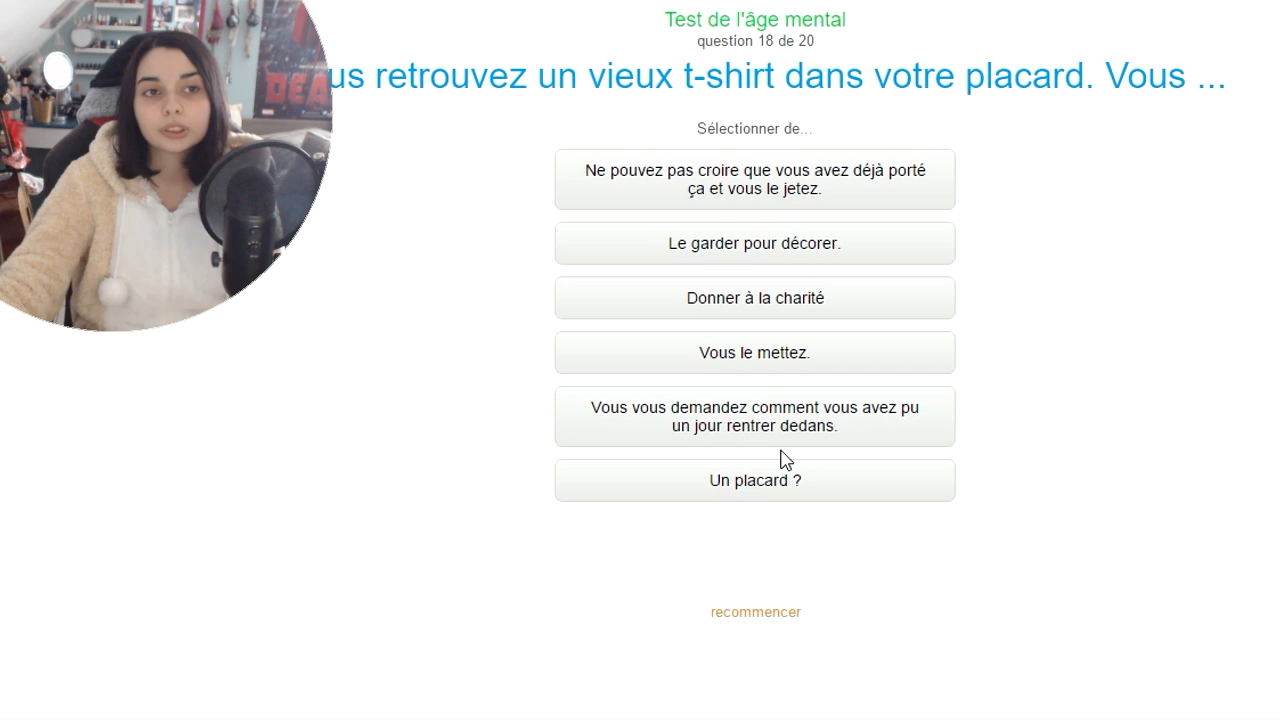 Test de l'âge mental
question 18 de 20
us retrouvez un vieux t-shirt dans votre placard. Vous ...
Sélectionner de...
Ne pouvez pas croire que vous avez déjà porté
ça et vous le jetez.
Le garder pour décorer.
Donner à la charité
Vous le mettez.
Vous vous demandez comment vous avez pu
un jour rentrer dedans.
Un placard ?
recommencer